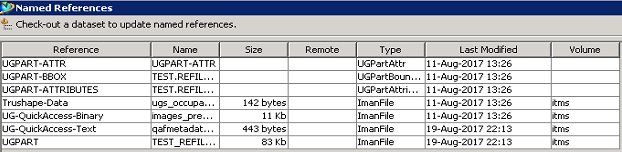 Named References
Check-out a dataset to update named references.
Reference Name Size Remote Type Last Modified Volume
UGPART-ATTR UGPART-ATTR UGPartAttr 11-Aug-2017 13:26
UGPART-BBOX TEST.REFIL... UGPartBoun... 11-Aug-2017 13:26
UGPART-ATTRIBUTES TEST.REFIL... UGPartAttri... 11-Aug-2017 13:26
Trushape-Data ugs_occupa... 142 bytes ImanFile 11-Aug-2017 13:26 itms
UG-QuickAccess-Binary images_pre... 11 Kb ImanFile 11-Aug-2017 13:26 itms
UG-QuickAccess-Text qafmetadat... 443 bytes ImanFile 19-Aug-2017 22:13 itms
UGPART TEST_REFIL... 83 Kb ImanFile 19-Aug-2017 22:13 itms